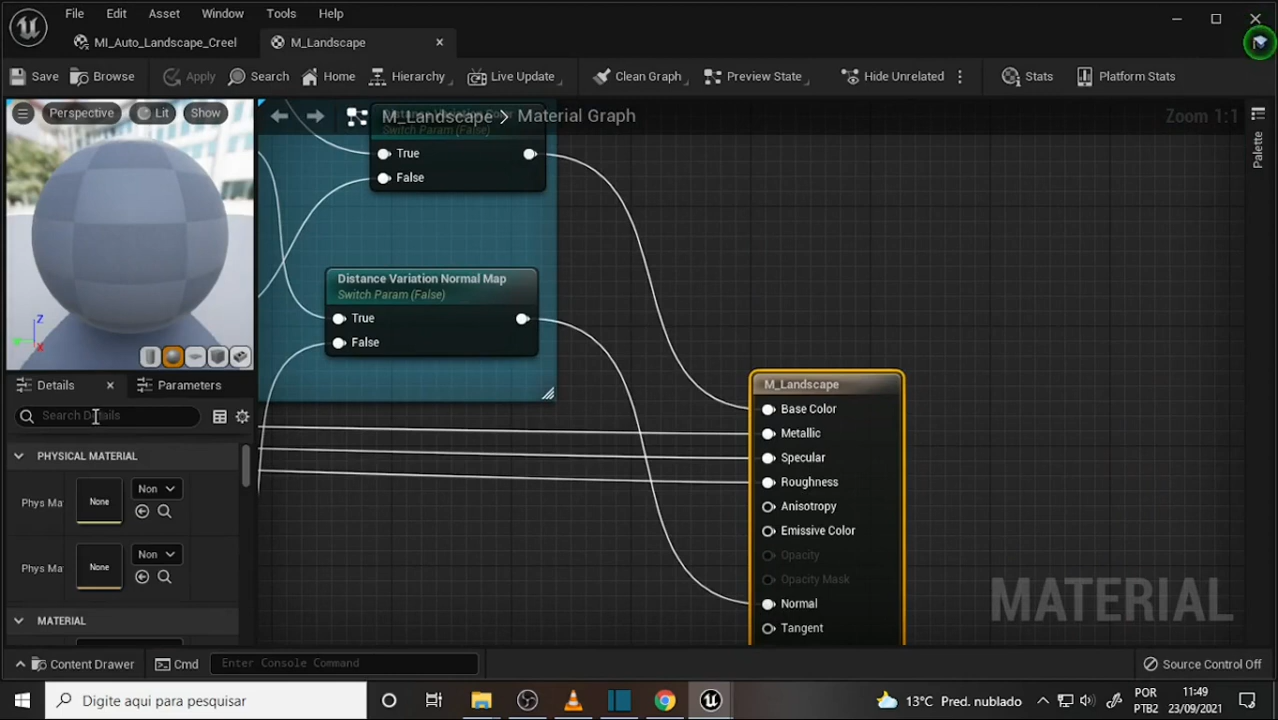 File Edit Asset Window Tools Help
MI_Auto_Landscape_Creel M_Landscape
Save Browse Apply Search Home Hierarchy Live Update Clean Graph Preview State Hide Unrelated Stats Platform Stats
Perspective Lit Show
M_Landscape > Material Graph
Zoom 1:1
Palette
Switch Param (False)
True
False
Distance Variation Normal Map
Switch Param (False)
True
False
Z
X
Details Parameters
Search Details
PHYSICAL MATERIAL
Phys Ma None Non
Phys Ma None Non
MATERIAL
M_Landscape
Base Color
Metallic
Specular
Roughness
Anisotropy
Emissive Color
Opacity
Opacity Mask
Normal
Tangent
MATERIAL
Content Drawer Cmd Enter Console Command Source Control Off
Digite aqui para pesquisar
13°C Pred. nublado
POR
PTB2
11:49
23/09/2021